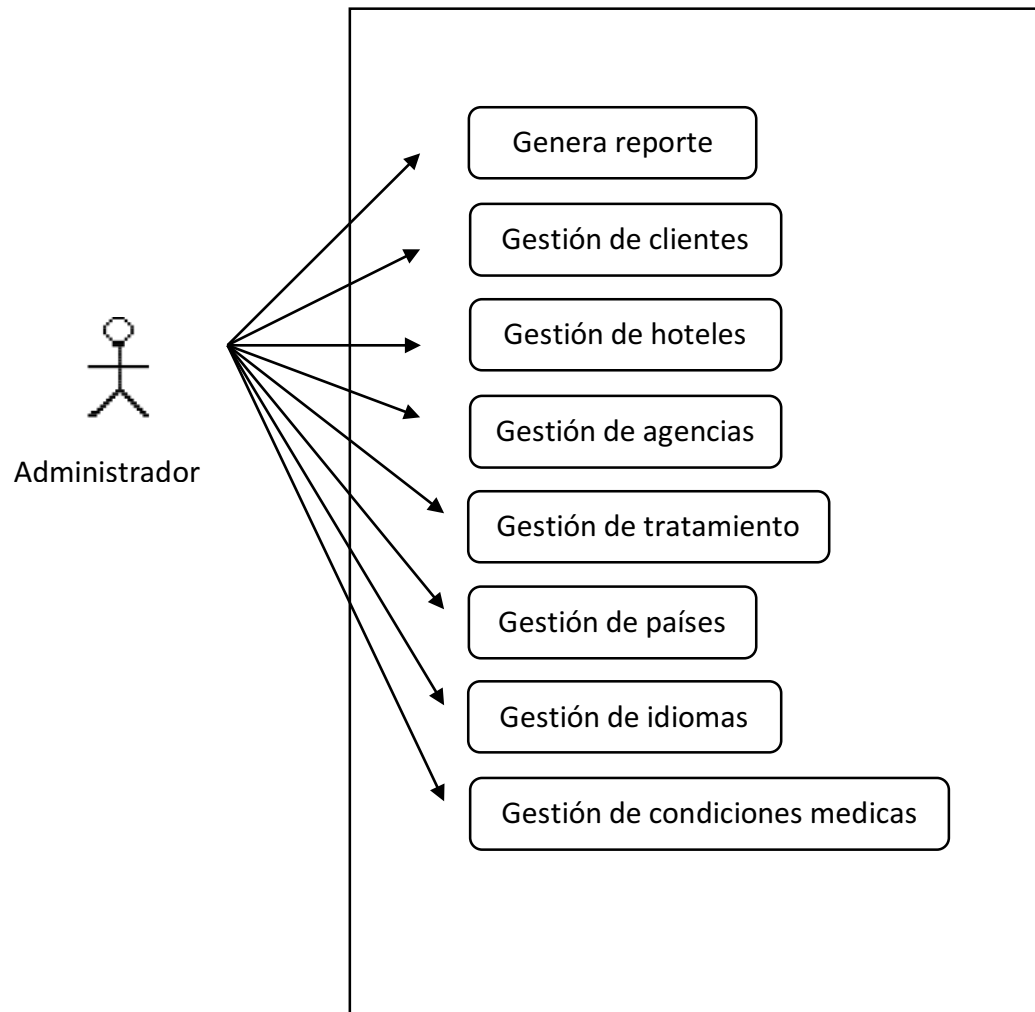 Genera reporte
Gestión de clientes
Gestión de hoteles
Gestión de agencias
Administrador
Gestión de tratamiento
Gestión de países
Gestión de idiomas
Gestión de condiciones medicas